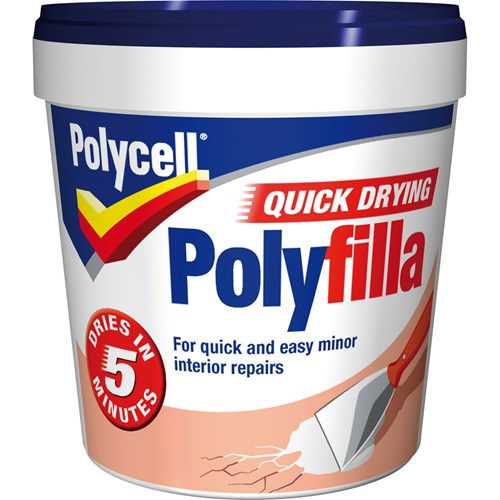 Polycell®
QUICK DRYING
Polyfilla
For quick and easy minor
interior repairs
DRIES IN
5
MINUTES